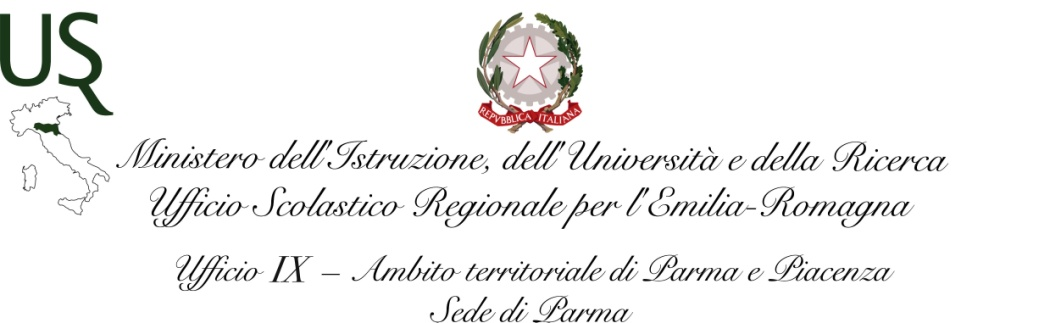 USR
REPVBBLICA ITALIANA
Ministero dell'Istruzione, dell'Università e della Ricerca
Ufficio Scolastico Regionale per l'Emilia-Romagna
Ufficio IX – Ambito territoriale di Parma e Piacenza
Sede di Parma